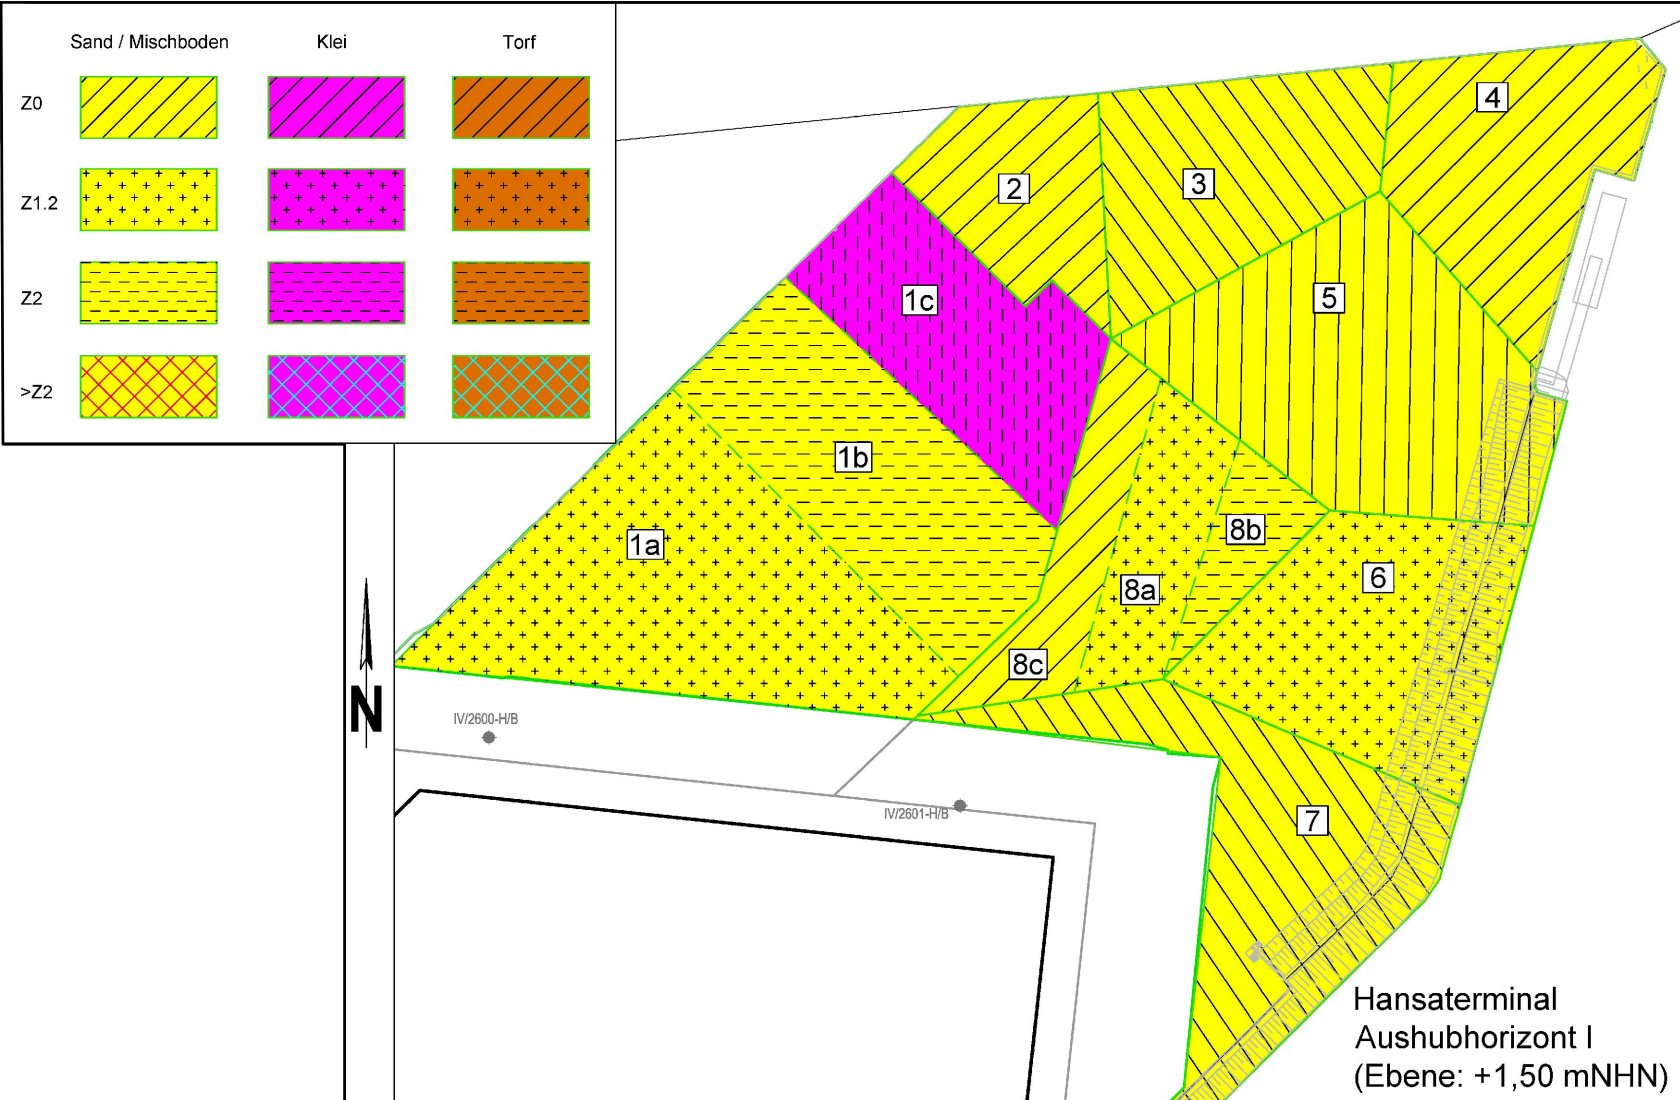 Sand / Mischboden Klei Torf
Z0
Z1.2
Z2
>Z2
4
3
2
5
1c
1b
8b
1a
6
8a
8c
N
IV/2600-H/B
IV/2601-H/B
7
Hansaterminal
Aushubhorizont I
(Ebene: +1,50 mNHN)